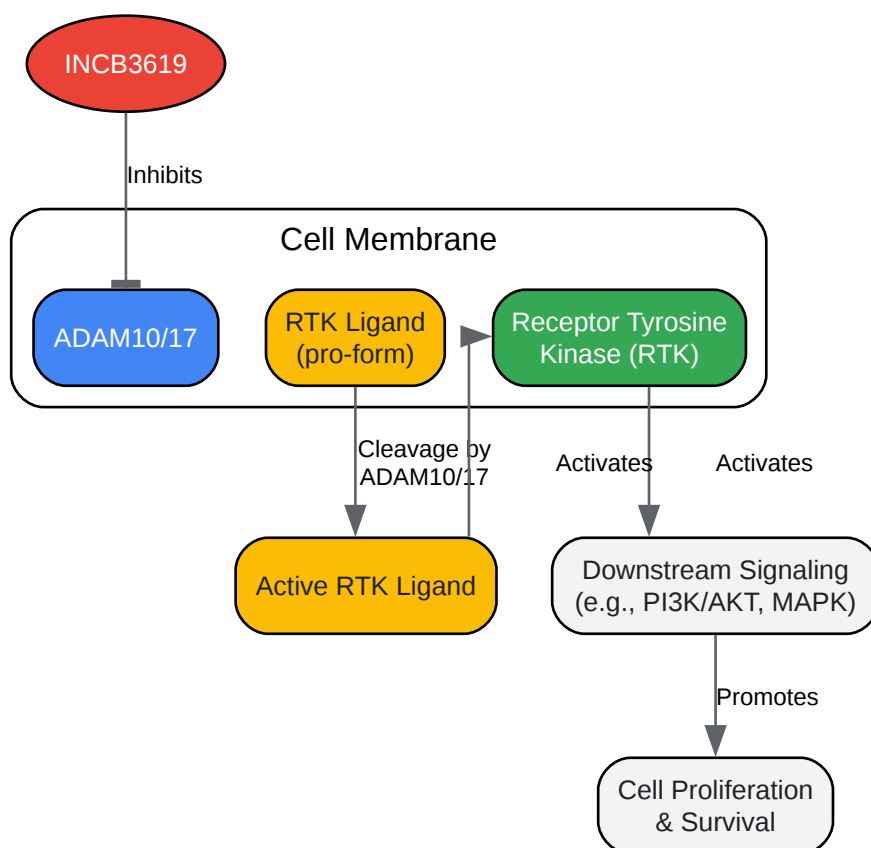 INCB3619
Inhibits
Cell Membrane
ADAM10/17
RTK Ligand
(pro-form)
Receptor Tyrosine
Kinase (RTK)
Cleavage by
ADAM10/17
Activates
Activates
Active RTK Ligand
Downstream Signaling
(e.g., PI3K/AKT, MAPK)
Promotes
Cell Proliferation
& Survival